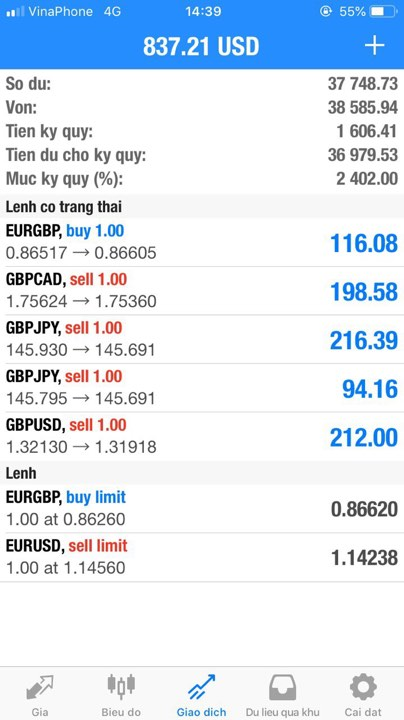 VinaPhone 4G 14:39 55%
837.21 USD +
So du: 37 748.73
Von: 38 585.94
Tien ky quy: 1 606.41
Tien du cho ky quy: 36 979.53
Muc ky quy (%): 2 402.00
Lenh co trang thai
EURGBP, buy 1.00
0.86517 → 0.86605 116.08
GBPCAD, sell 1.00
1.75624 → 1.75360 198.58
GBPJPY, sell 1.00
145.930 → 145.691 216.39
GBPJPY, sell 1.00
145.795 → 145.691 94.16
GBPUSD, sell 1.00
1.32130 → 1.31918 212.00
Lenh
EURGBP, buy limit
1.00 at 0.86260 0.86620
EURUSD, sell limit
1.00 at 1.14560 1.14238
Gia Bieu do Giao dich Du lieu qua khu Cai dat